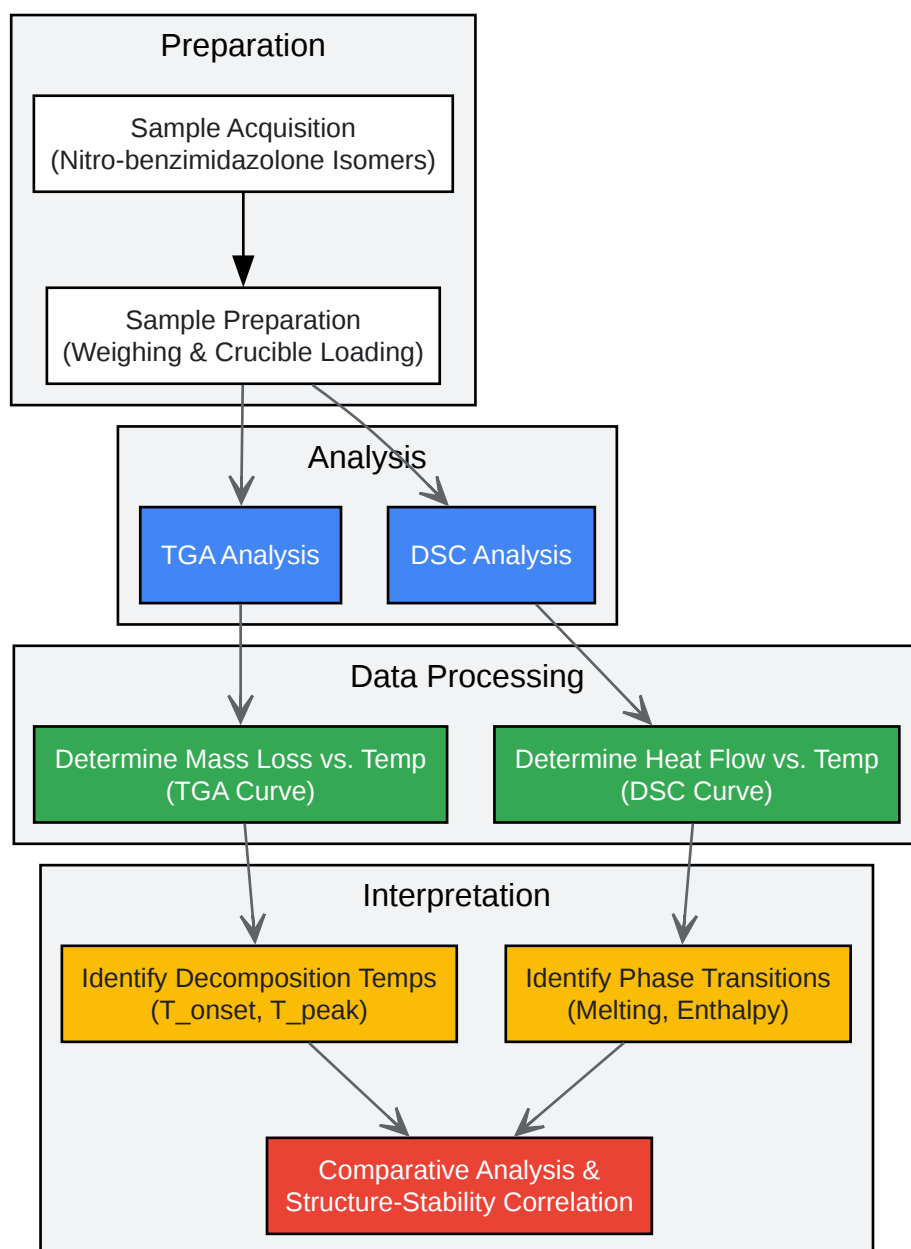 Preparation
Sample Acquisition
(Nitro-benzimidazolone Isomers)
Sample Preparation
(Weighing & Crucible Loading)
Analysis
TGA Analysis
DSC Analysis
Data Processing
Determine Mass Loss vs. Temp
(TGA Curve)
Determine Heat Flow vs. Temp
(DSC Curve)
Interpretation
Identify Decomposition Temps
(T_onset, T_peak)
Identify Phase Transitions
(Melting, Enthalpy)
Comparative Analysis &
Structure-Stability Correlation